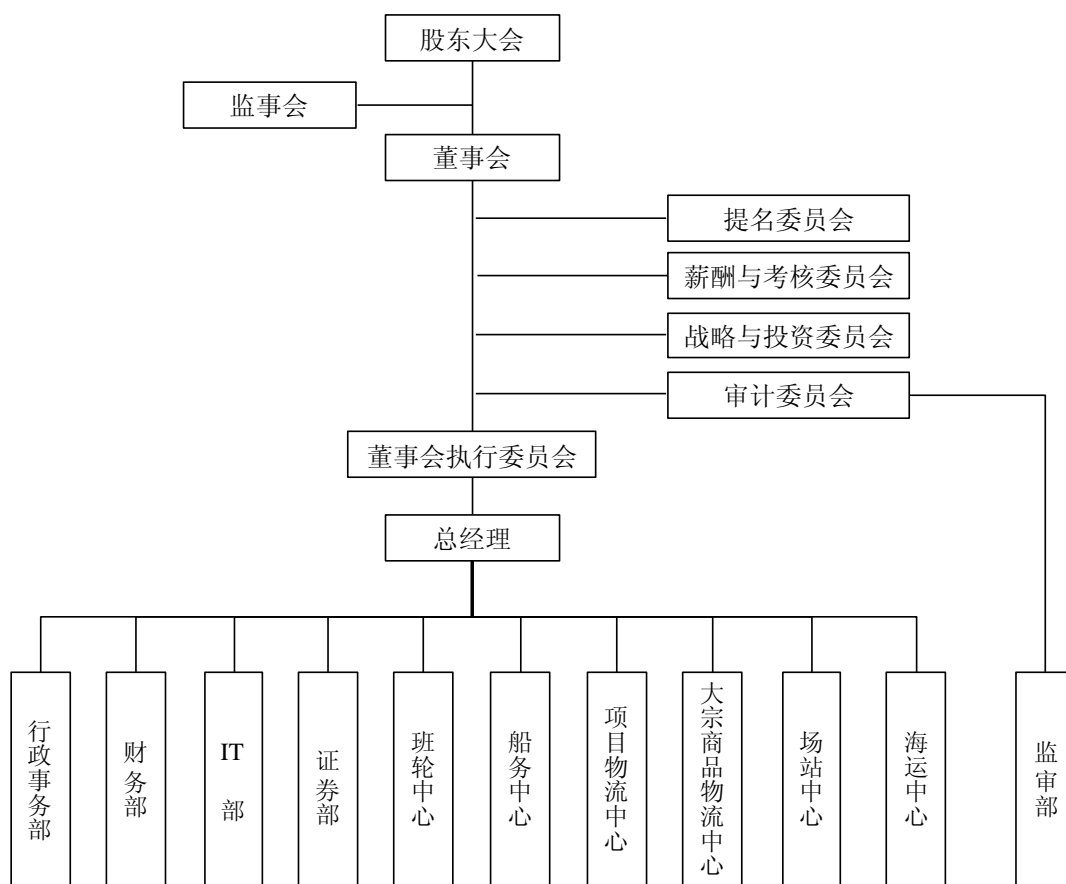 股东大会
监事会
董事会
提名委员会
薪酬与考核委员会
战略与投资委员会
审计委员会
董事会执行委员会
总经理
行政事务部
财务部
IT部
证券部
班轮中心
船务中心
项目物流中心
大宗商品物流中心
场站中心
海运中心
监审部